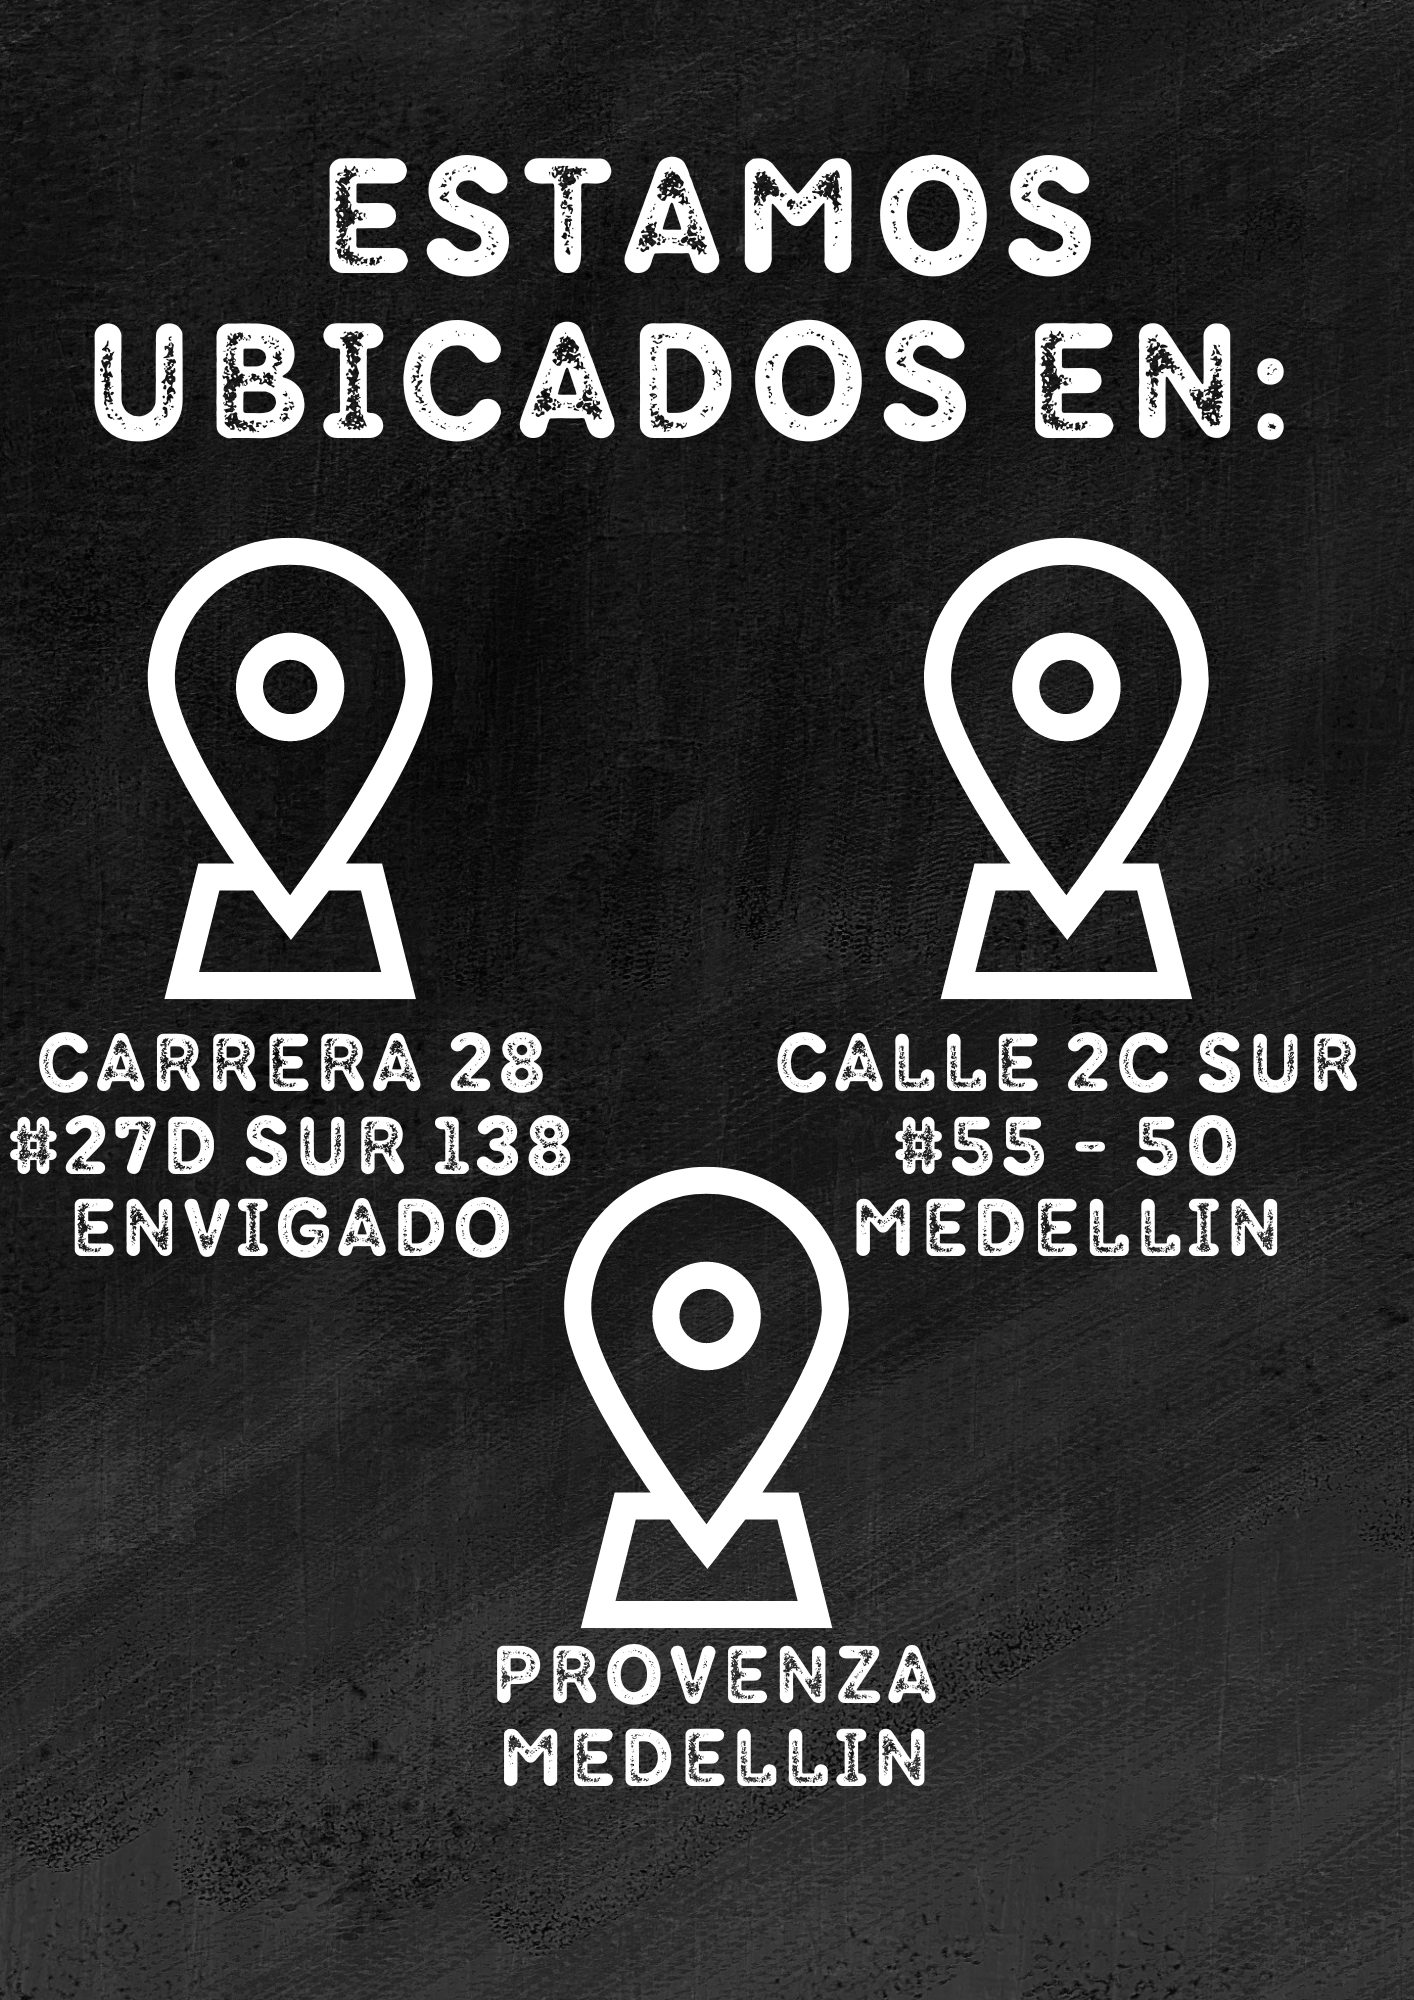 ESTAMOS
UBICADOS EN:
CARRERA 28
#27D SUR 138
ENVIGADO
CALLE 2C SUR
#55 - 50
MEDELLIN
PROVENZA
MEDELLIN